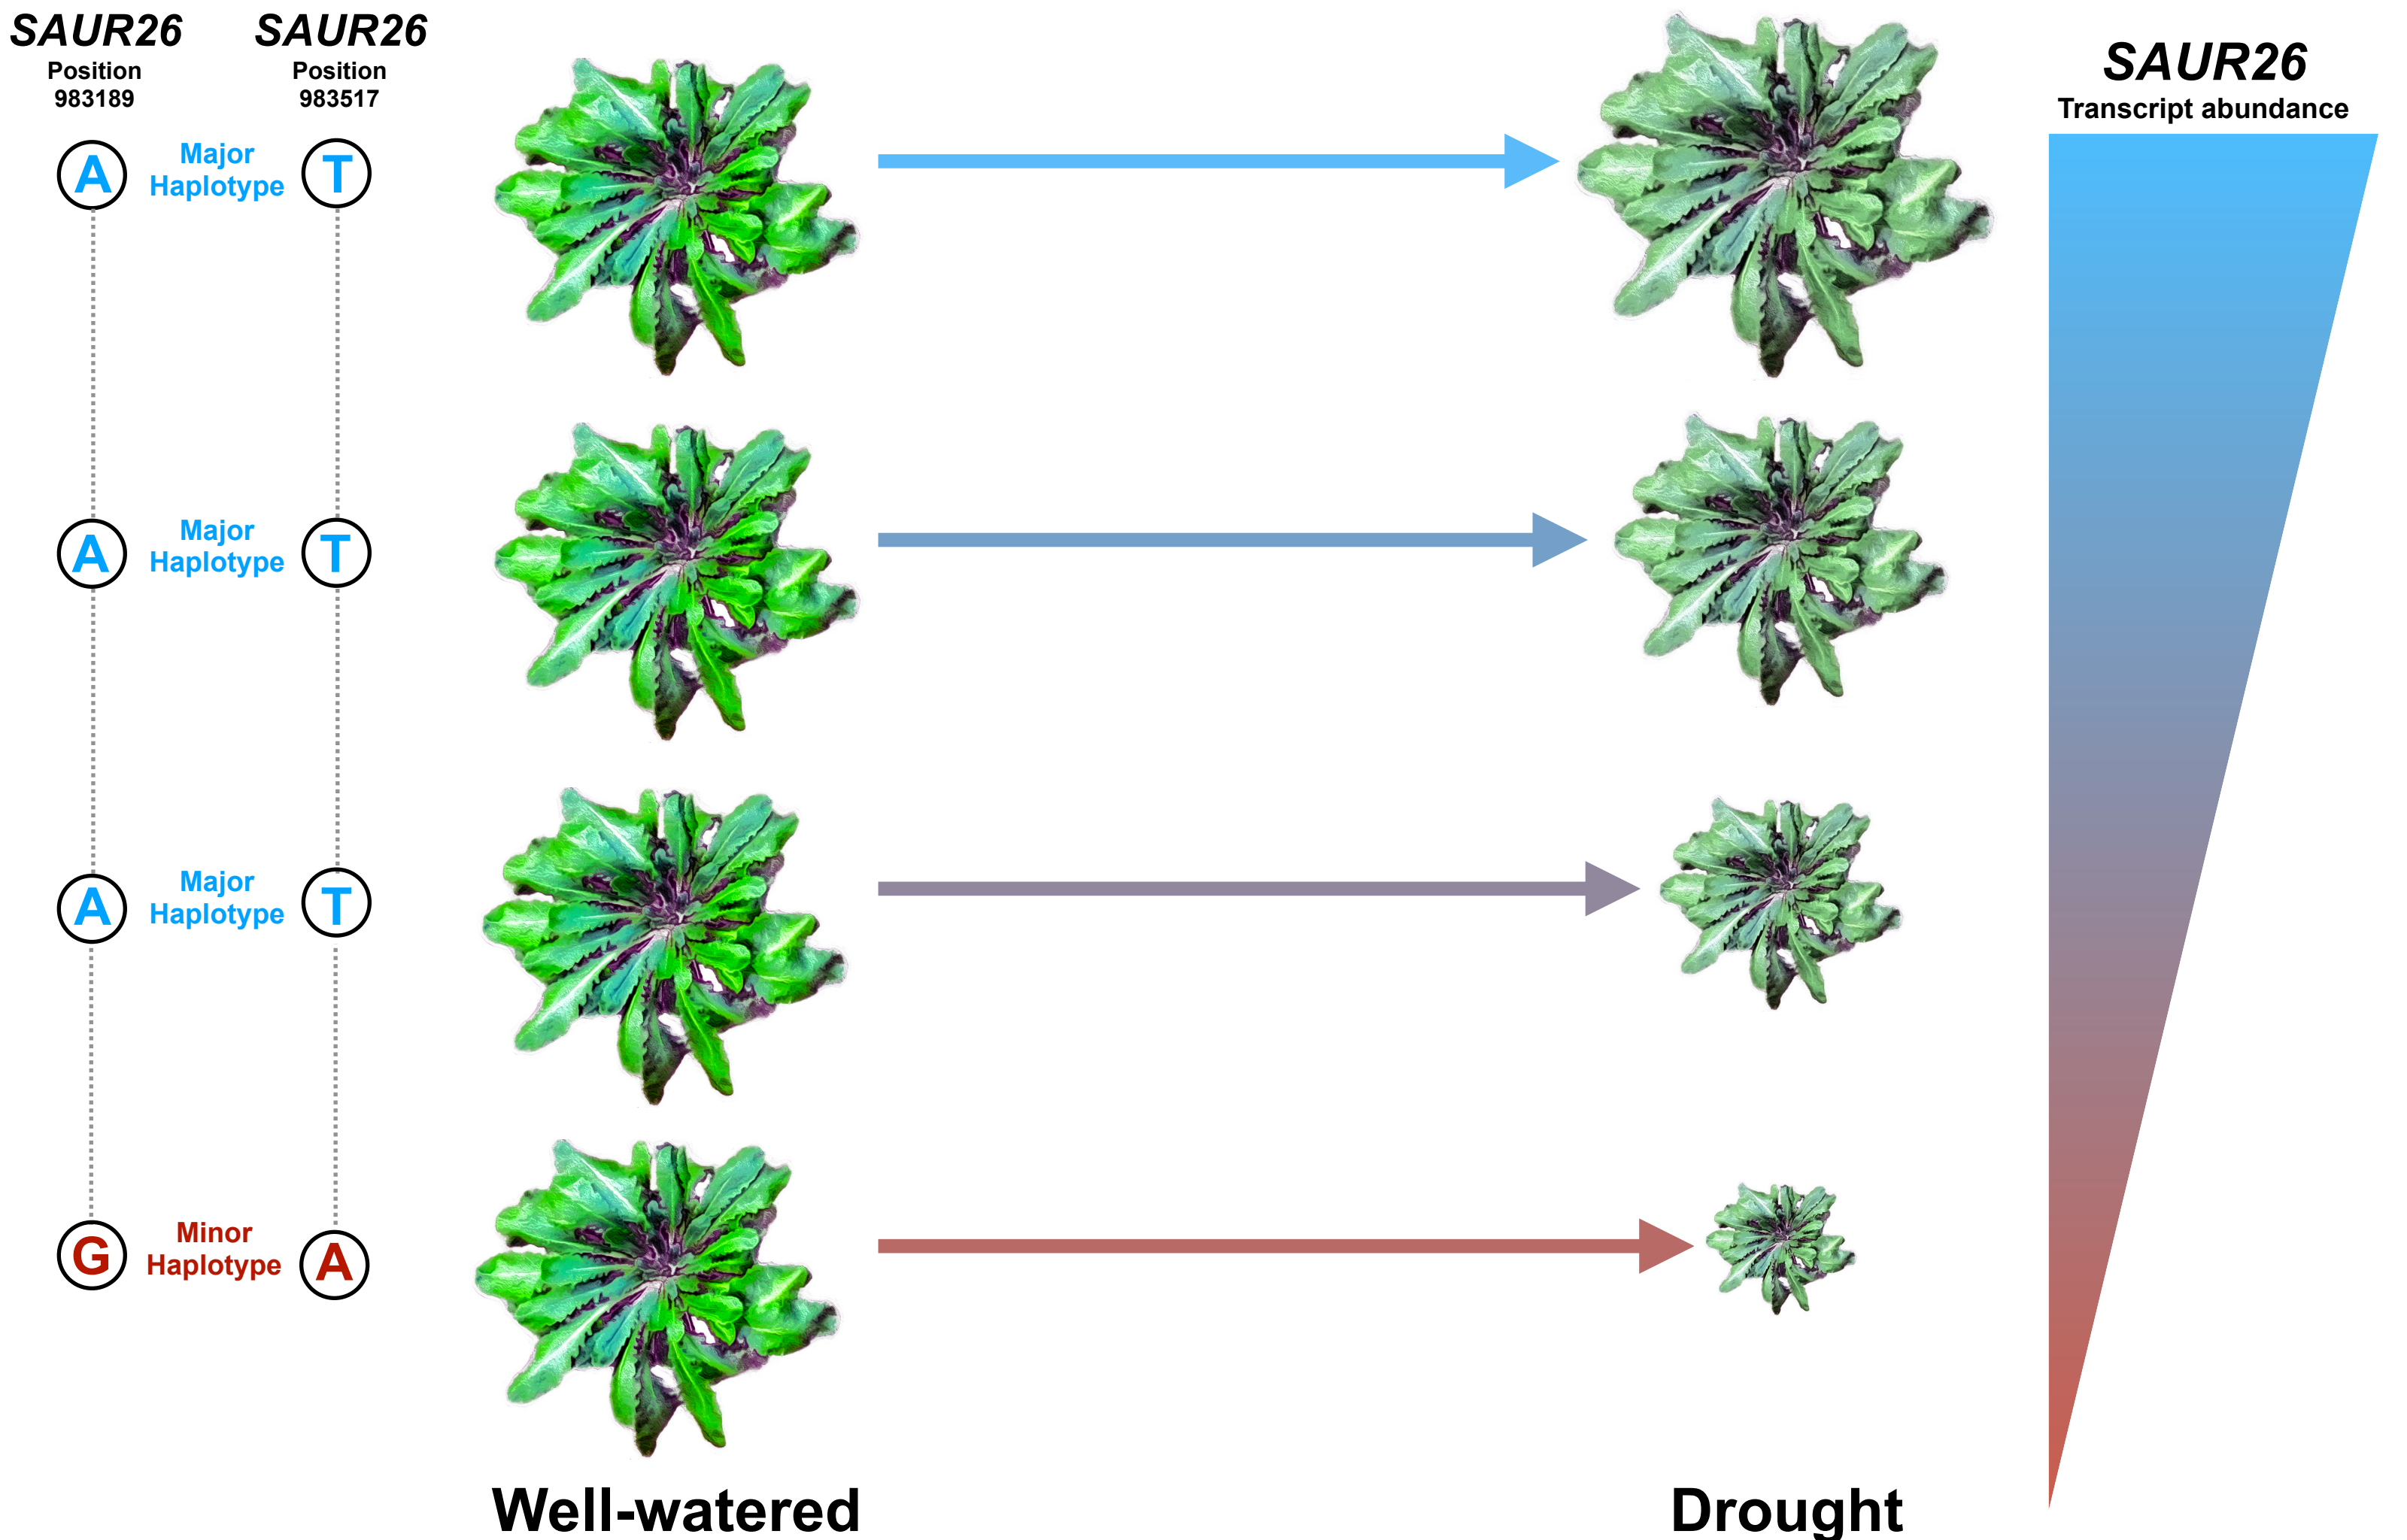 SAUR26
Position
983189
SAUR26
Position
983517
SAUR26
Transcript abundance
A
Major
Haplotype
T
A
Major
Haplotype
T
A
Major
Haplotype
T
G
Minor
Haplotype
A
Well-watered
Drought